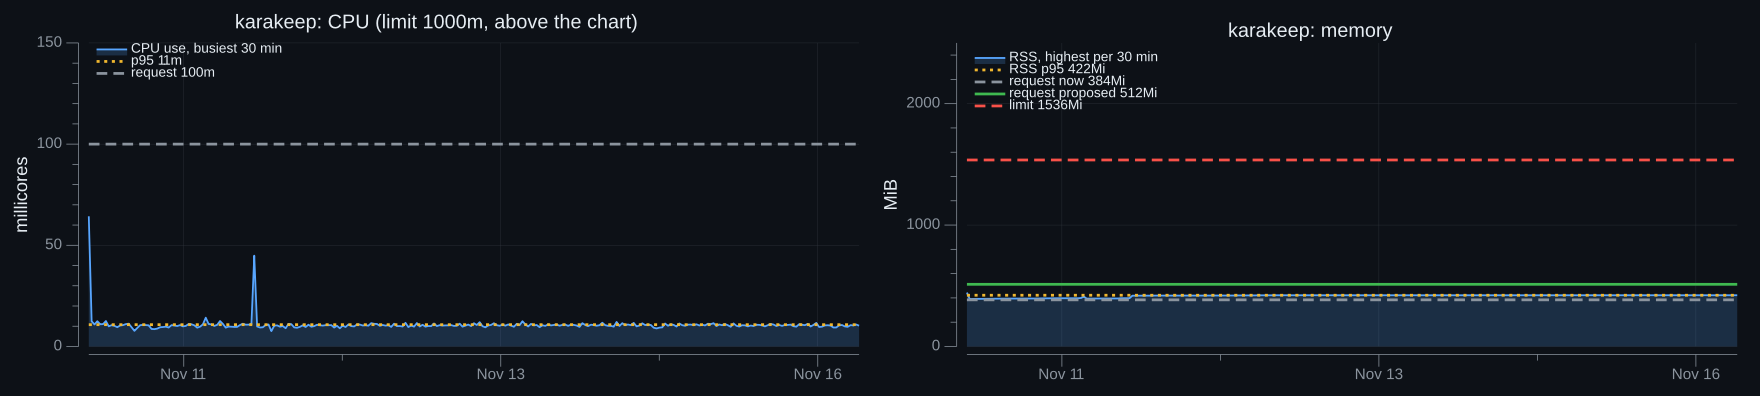 karakeep: CPU (limit 1000m, above the chart)
CPU use, busiest 30 min
p95 11m
request 100m
millicores
150
100
50
0
Nov 11
Nov 13
Nov 16
karakeep: memory
RSS, highest per 30 min
RSS p95 422Mi
request now 384Mi
request proposed 512Mi
limit 1536Mi
MiB
2000
1000
0
Nov 11
Nov 13
Nov 16